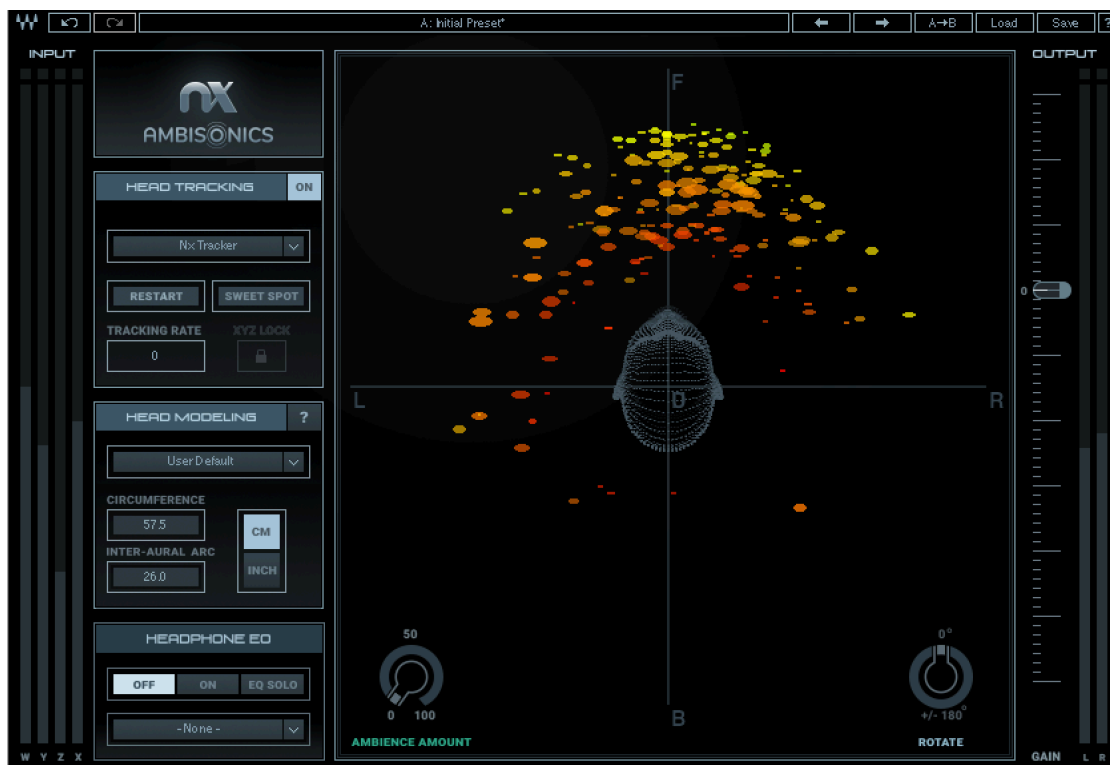 A: Initial Preset*
A→B
Load
Save
?
INPUT
OUTPUT
nx
AMBISONICS
HEAD TRACKING
ON
Nx Tracker
RESTART
SWEET SPOT
TRACKING RATE
XYZ LOCK
0
HEAD MODELING
?
User Default
CIRCUMFERENCE
57.5
INTER-AURAL ARC
26.0
CM
INCH
HEADPHONE EQ
OFF
ON
EQ SOLO
-None -
W Y Z X
F
L
D
R
B
50
0
100
AMBIENCE AMOUNT
0°
+/- 180°
ROTATE
0
GAIN
L R